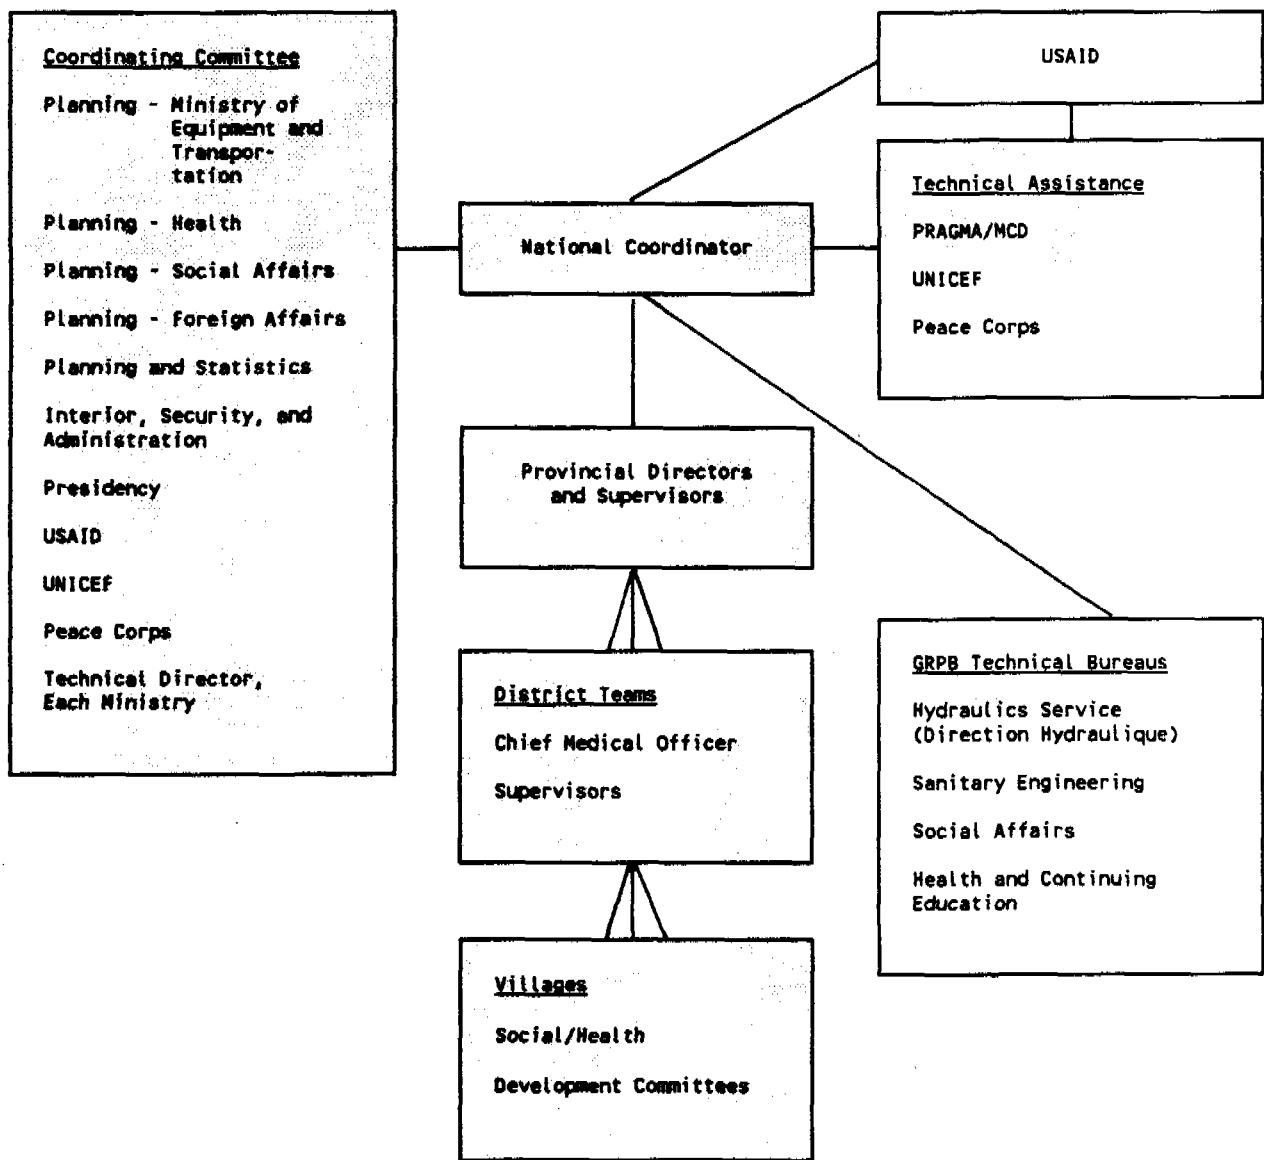 Coordinating Committee
Planning - Ministry of
Equipment and
Transpor-
tation
Planning - Health
Planning - Social Affairs
Planning - Foreign Affairs
Planning and Statistics
Interior, Security, and
Administration
Presidency
USAID
UNICEF
Peace Corps
Technical Director,
Each Ministry
National Coordinator
Provincial Directors
and Supervisors
District Teams
Chief Medical Officer
Supervisors
Villages
Social/Health
Development Committees
USAID
Technical Assistance
PRAGMA/MCD
UNICEF
Peace Corps
GRPB Technical Bureaus
Hydraulics Service
(Direction Hydraulique)
Sanitary Engineering
Social Affairs
Health and Continuing
Education